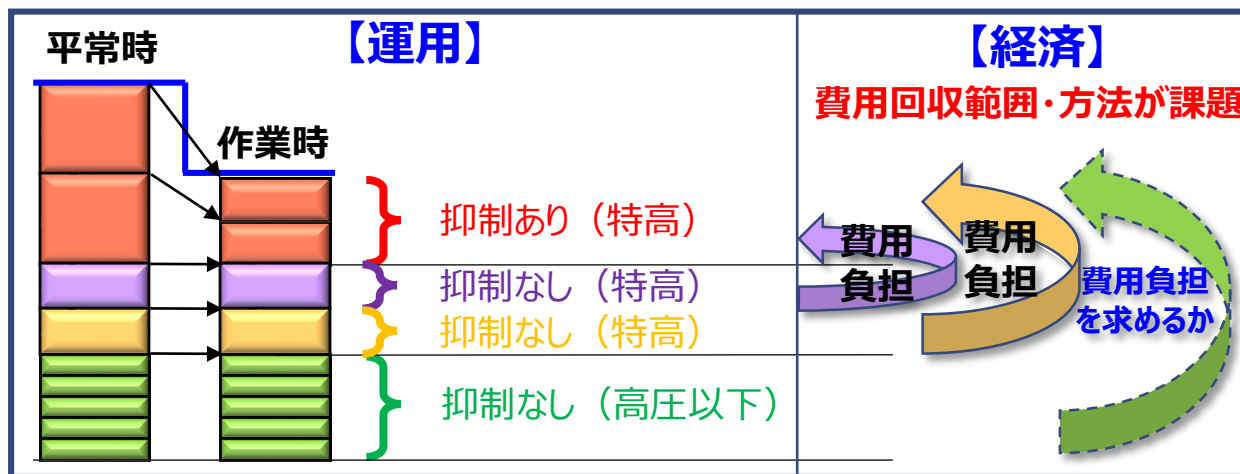 【運用】
平常時
作業時
抑制あり（特高）
抑制なし（特高）
抑制なし（特高）
抑制なし（高圧以下）
【経済】
費用回収範囲・方法が課題
費用
負担
費用
負担
費用負担
を求めるか